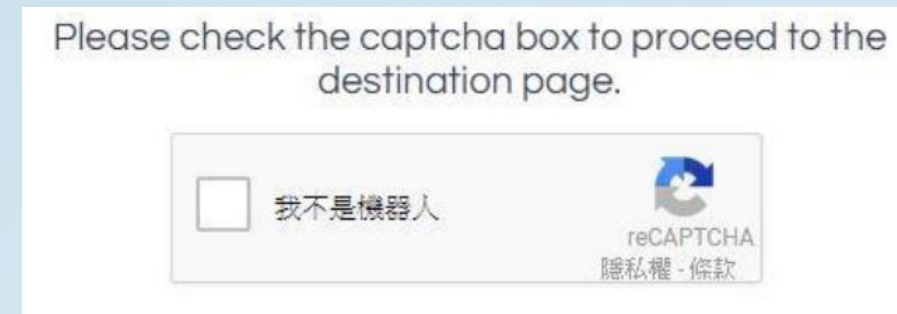 Please check the captcha box to proceed to the
destination page.
我不是機器人
reCAPTCHA
隱私權 - 條款